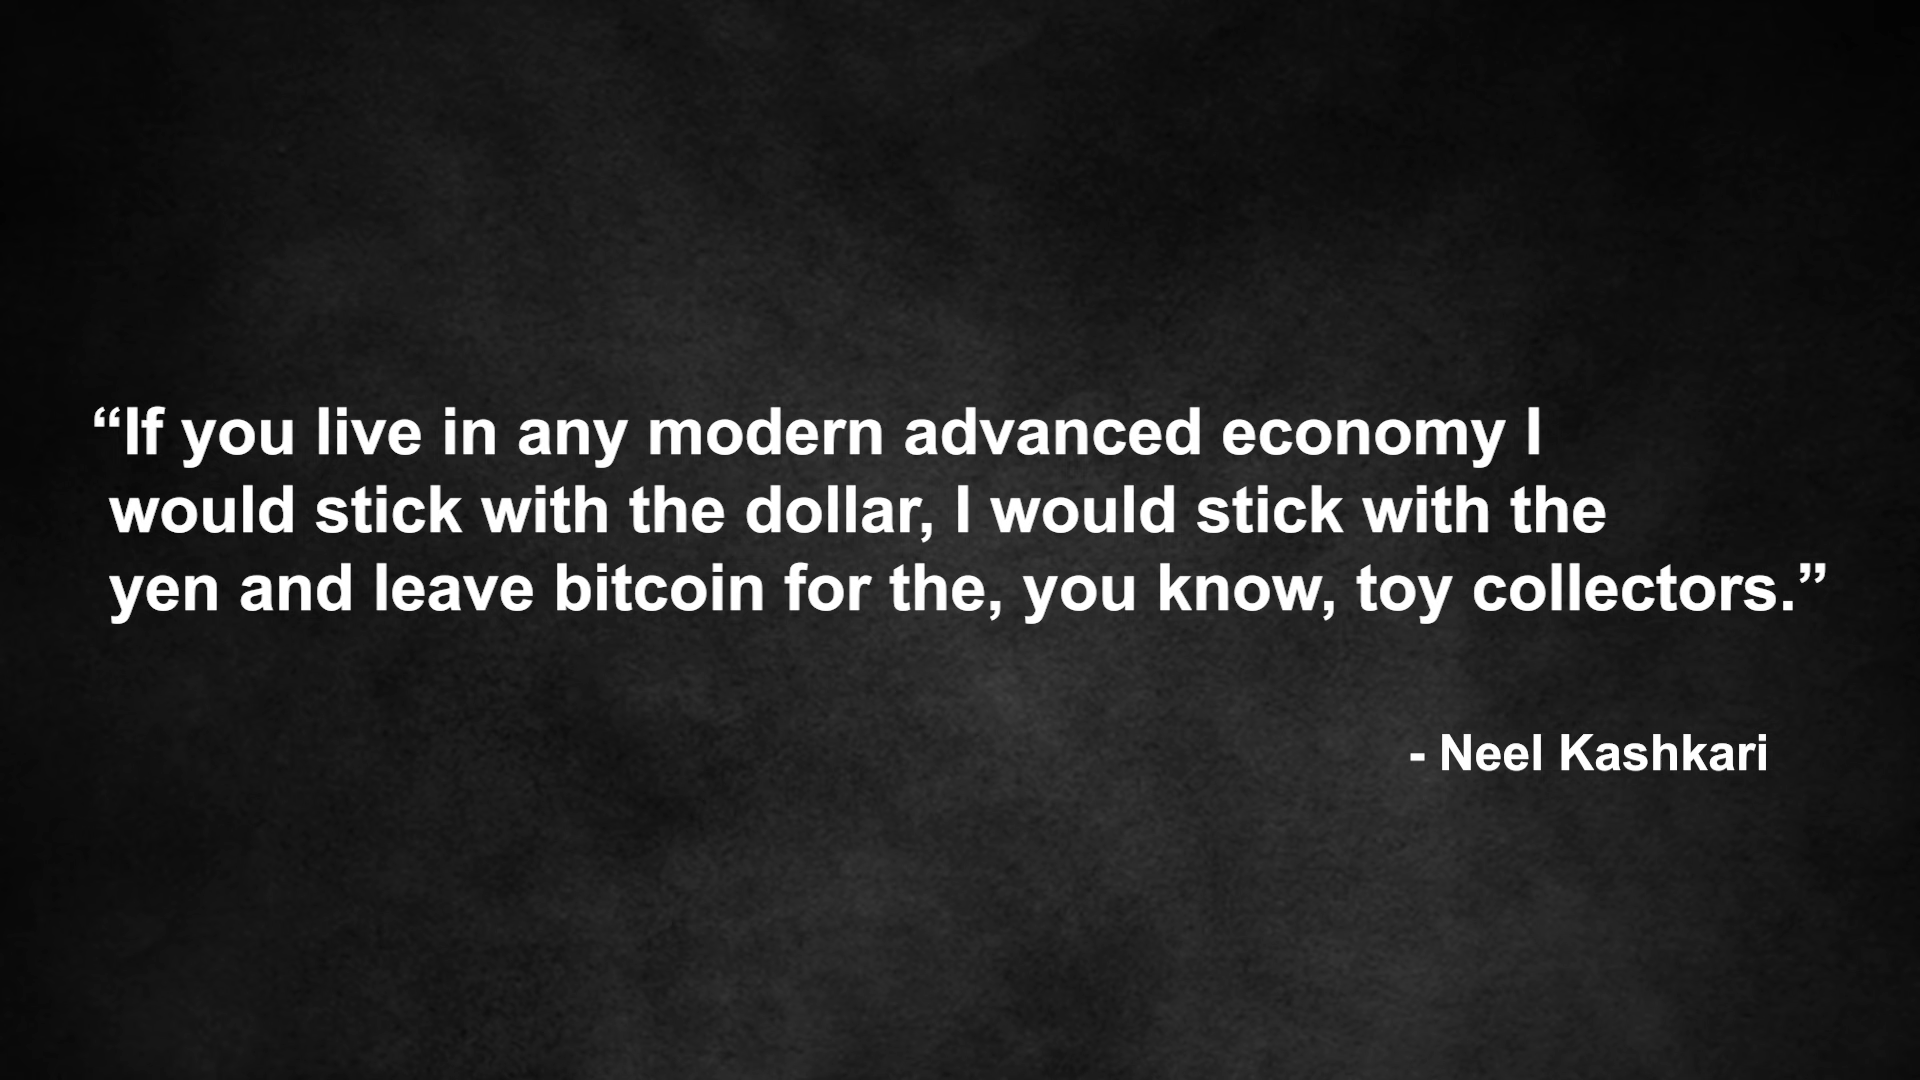 “If you live in any modern advanced economy I
would stick with the dollar, I would stick with the
yen and leave bitcoin for the, you know, toy collectors.”
- Neel Kashkari